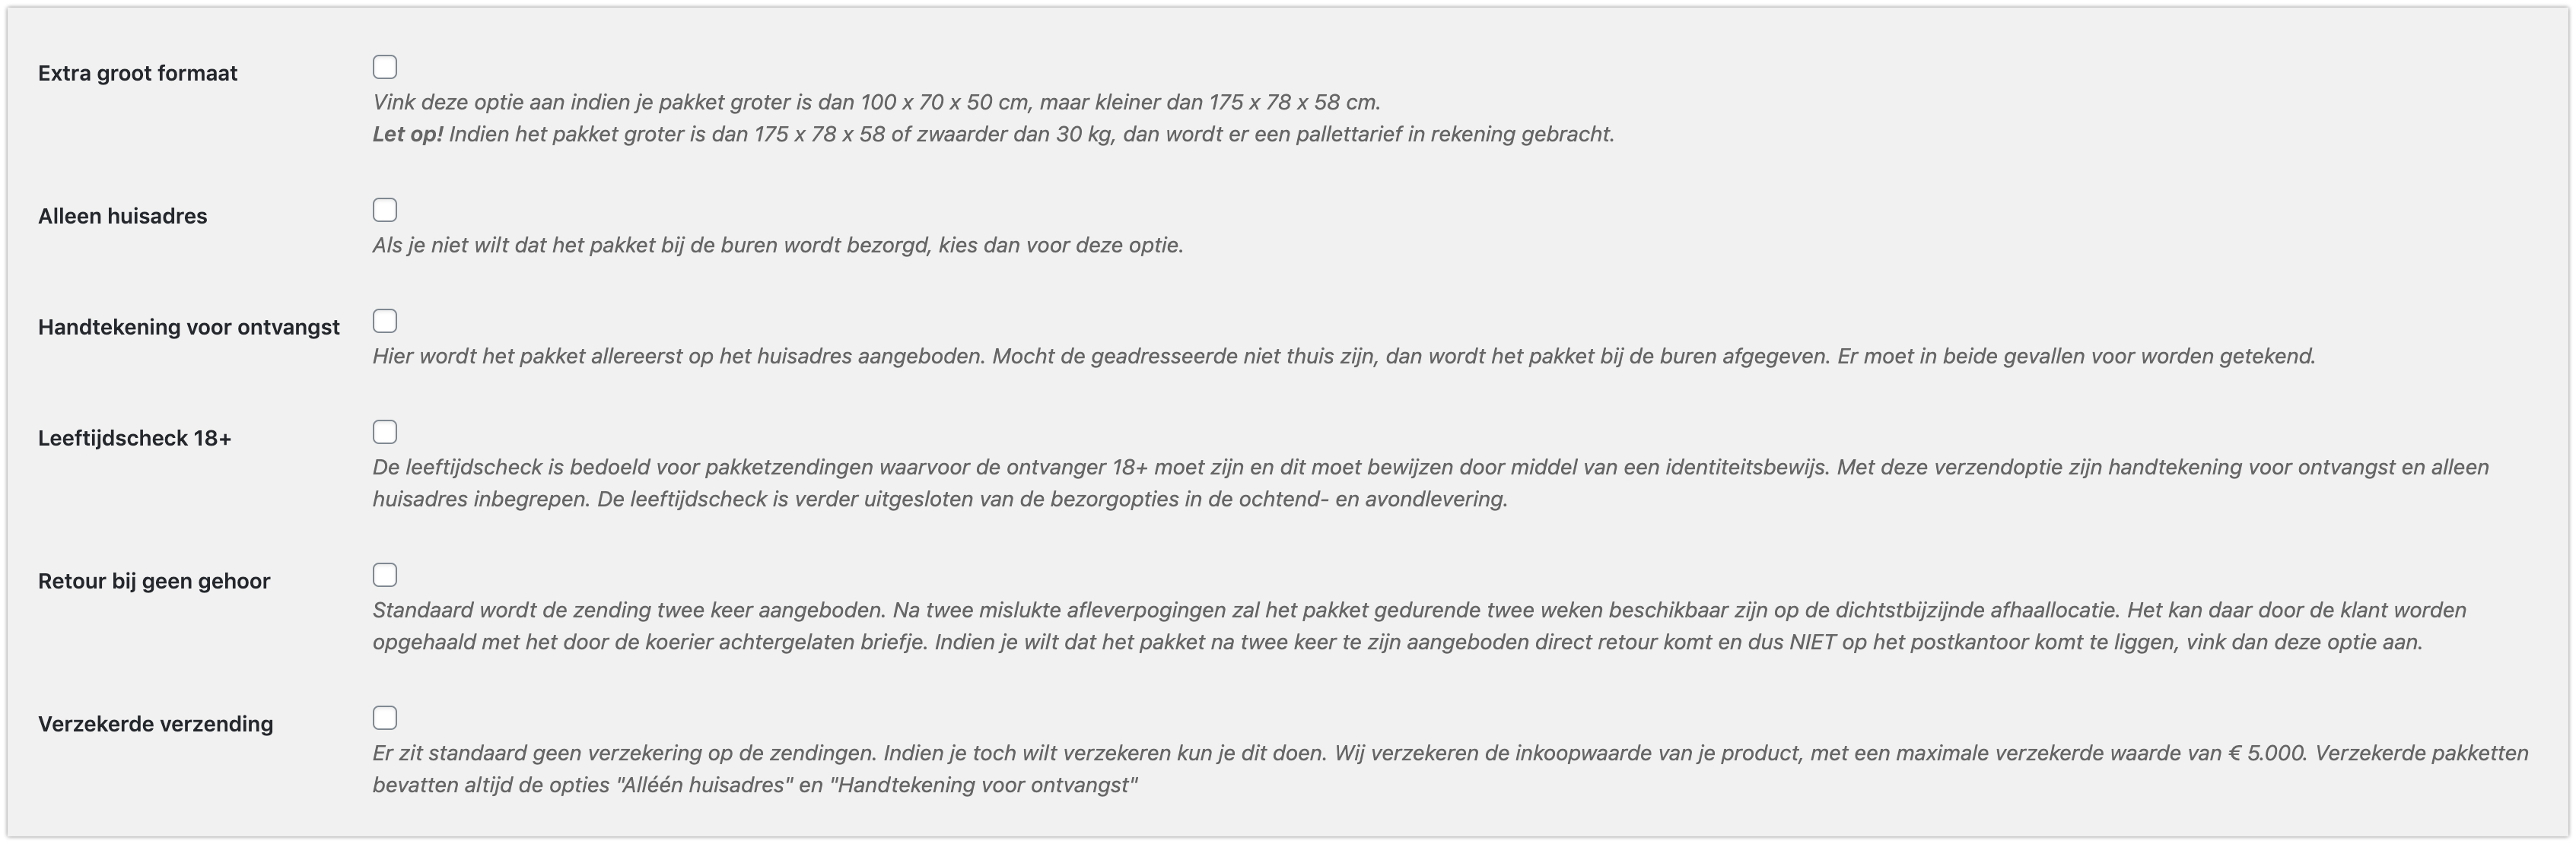 Extra groot formaat
Vink deze optie aan indien je pakket groter is dan 100 x 70 x 50 cm, maar kleiner dan 175 x 78 x 58 cm.
Let op! Indien het pakket groter is dan 175 x 78 x 58 of zwaarder dan 30 kg, dan wordt er een pallettarief in rekening gebracht.
Alleen huisadres
Als je niet wilt dat het pakket bij de buren wordt bezorgd, kies dan voor deze optie.
Handtekening voor ontvangst
Hier wordt het pakket allereerst op het huisadres aangeboden. Mocht de geadresseerde niet thuis zijn, dan wordt het pakket bij de buren afgegeven. Er moet in beide gevallen voor worden getekend.
Leeftijdscheck 18+
De leeftijdscheck is bedoeld voor pakketzendingen waarvoor de ontvanger 18+ moet zijn en dit moet bewijzen door middel van een identiteitsbewijs. Met deze verzendoptie zijn handtekening voor ontvangst en alleen
huisadres inbegrepen. De leeftijdscheck is verder uitgesloten van de bezorgopties in de ochtend- en avondlevering.
Retour bij geen gehoor
Standaard wordt de zending twee keer aangeboden. Na twee mislukte afleverpogingen zal het pakket gedurende twee weken beschikbaar zijn op de dichtstbijzijnde afhaallocatie. Het kan daar door de klant worden
opgehaald met het door de koerier achtergelaten briefje. Indien je wilt dat het pakket na twee keer te zijn aangeboden direct retour komt en dus NIET op het postkantoor komt te liggen, vink dan deze optie aan.
Verzekerde verzending
Er zit standaard geen verzekering op de zendingen. Indien je toch wilt verzekeren kun je dit doen. Wij verzekeren de inkoopwaarde van je product, met een maximale verzekerde waarde van € 5.000. Verzekerde pakketten
bevatten altijd de opties "Alléén huisadres" en "Handtekening voor ontvangst"